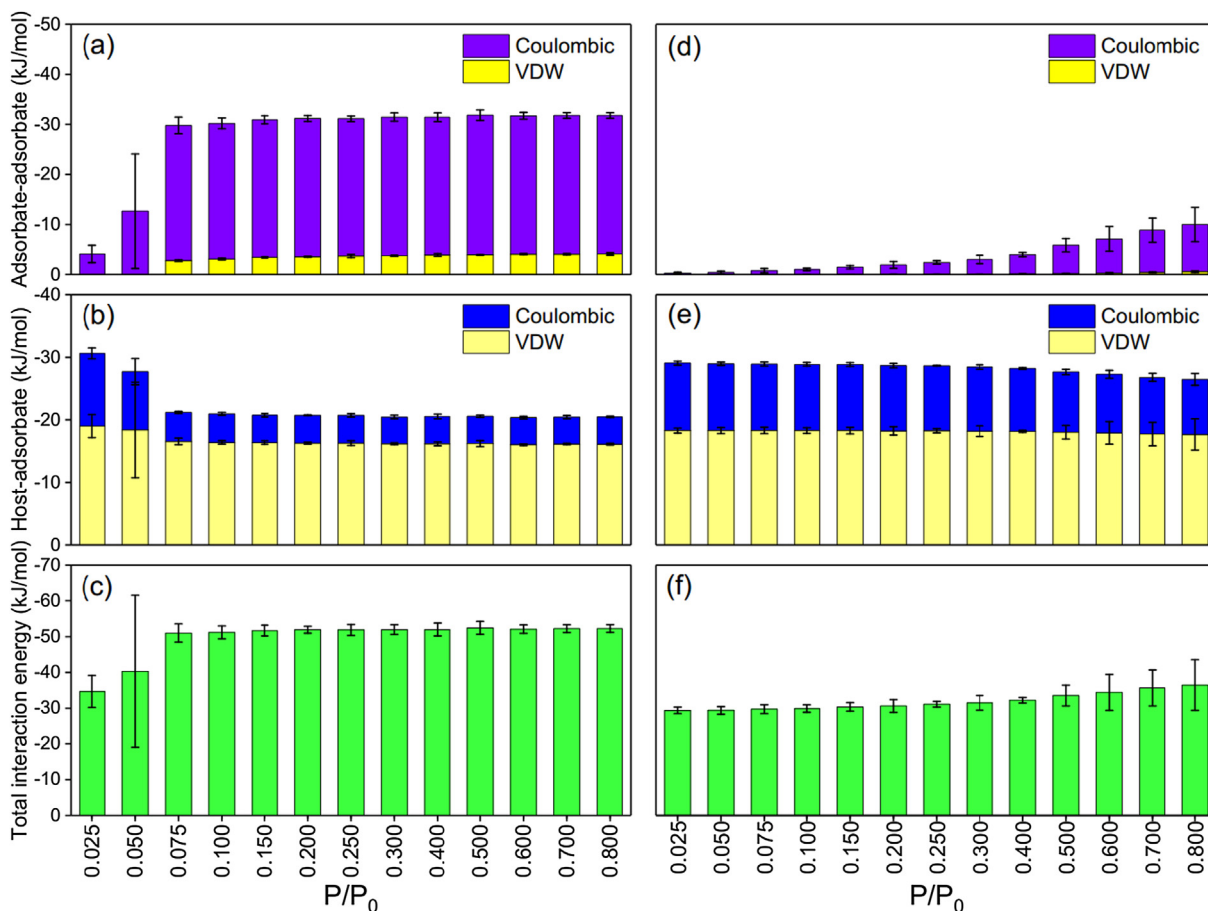 Adsorbate-adsorbate (kJ/mol)
-50
-40
-30
-20
-10
0
(a)
Coulombic
VDW
(d)
Coulombic
VDW
Host-adsorbate (kJ/mol)
-40
-30
-20
-10
0
(b)
Coulombic
VDW
(e)
Coulombic
VDW
Total interaction energy (kJ/mol)
-70
-60
-50
-40
-30
-20
-10
0
(c)
(f)
0.025
0.050
0.075
0.100
0.150
0.200
0.250
0.300
0.400
0.500
0.600
0.700
0.800
P/P0
0.025
0.050
0.075
0.100
0.150
0.200
0.250
0.300
0.400
0.500
0.600
0.700
0.800
P/P0